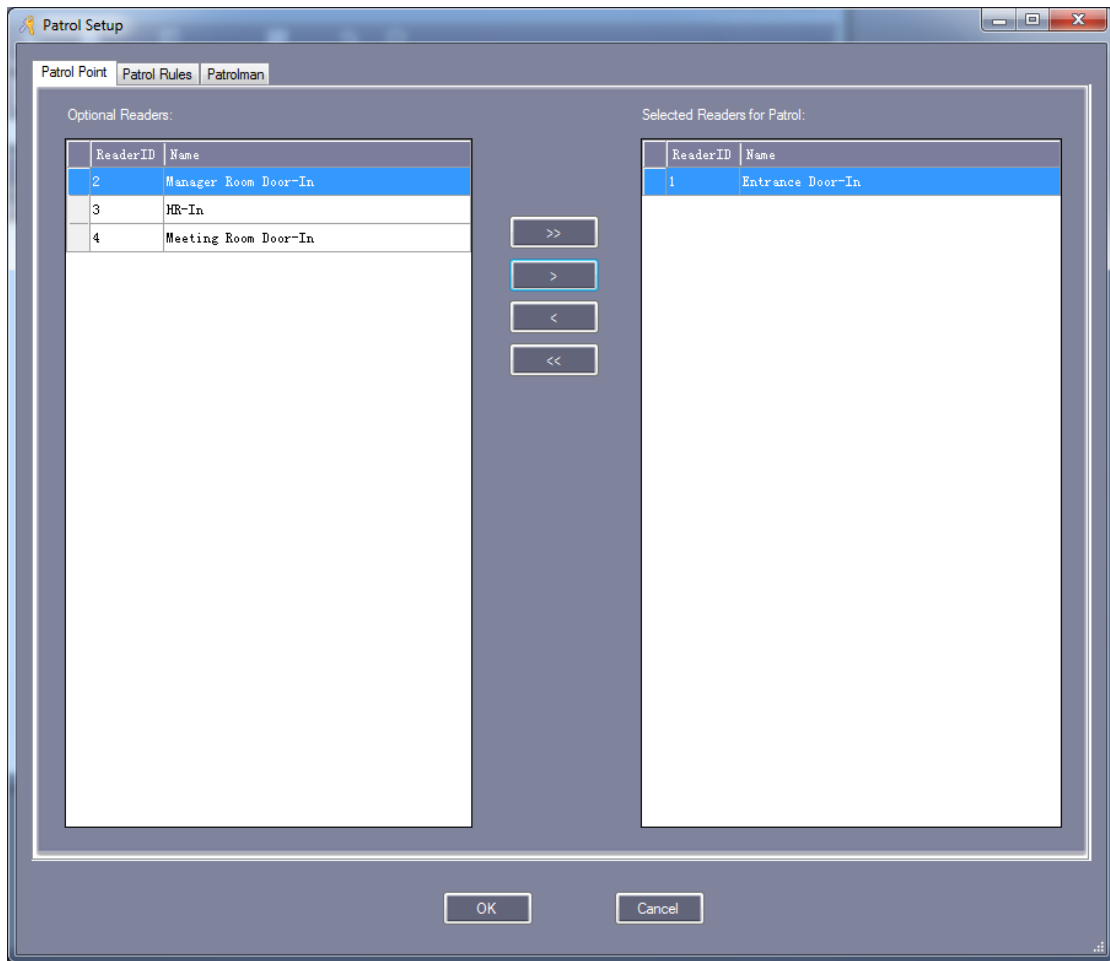 Patrol Setup
Patrol Point Patrol Rules Patrolman
Optional Readers:
ReaderID Name
2 Manager Room Door-In
3 HR-In
4 Meeting Room Door-In
>>
>
<
<<
Selected Readers for Patrol:
ReaderID Name
1 Entrance Door-In
OK Cancel